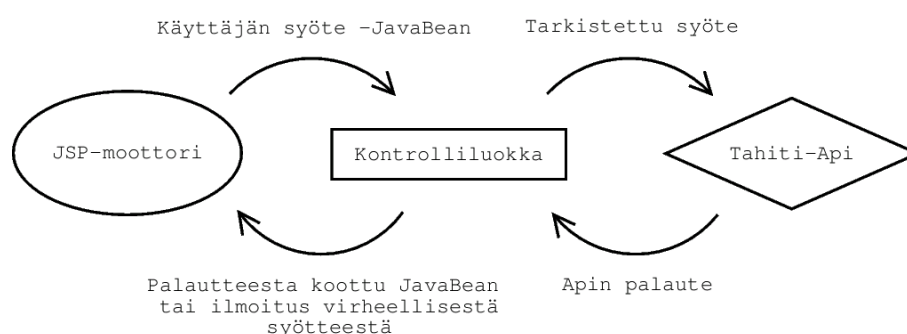 Käyttäjän syöte -JavaBean
Tarkistettu syöte
JSP-moottori
Kontrolliluokka
Tahiti-Api
Palautteesta koottu JavaBean
tai ilmoitus virheellisestä
syötteestä
Apin palaute